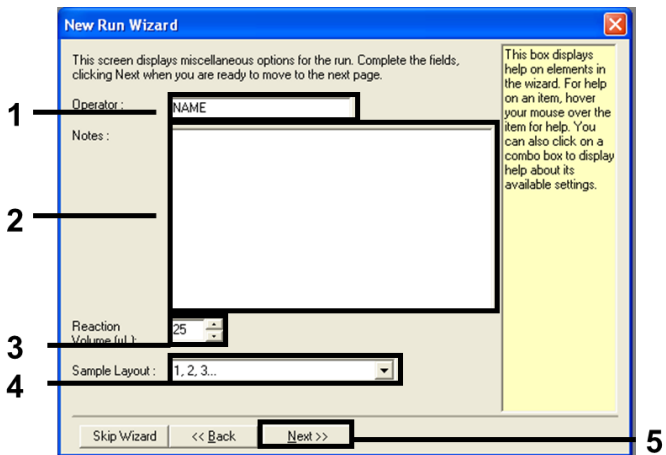 New Run Wizard
This screen displays miscellaneous options for the run. Complete the fields,
clicking Next when you are ready to move to the next page.
This box displays
help on elements in
the wizard. For help
on an item, hover
your mouse over the
item for help. You
can also click on a
combo box to display
help about its
available settings.
1
Operator :
NAME
Notes :
2
Reaction
Volume (µL):
25
3
Sample Layout :
1, 2, 3...
4
Skip Wizard
<< Back
Next >>
5